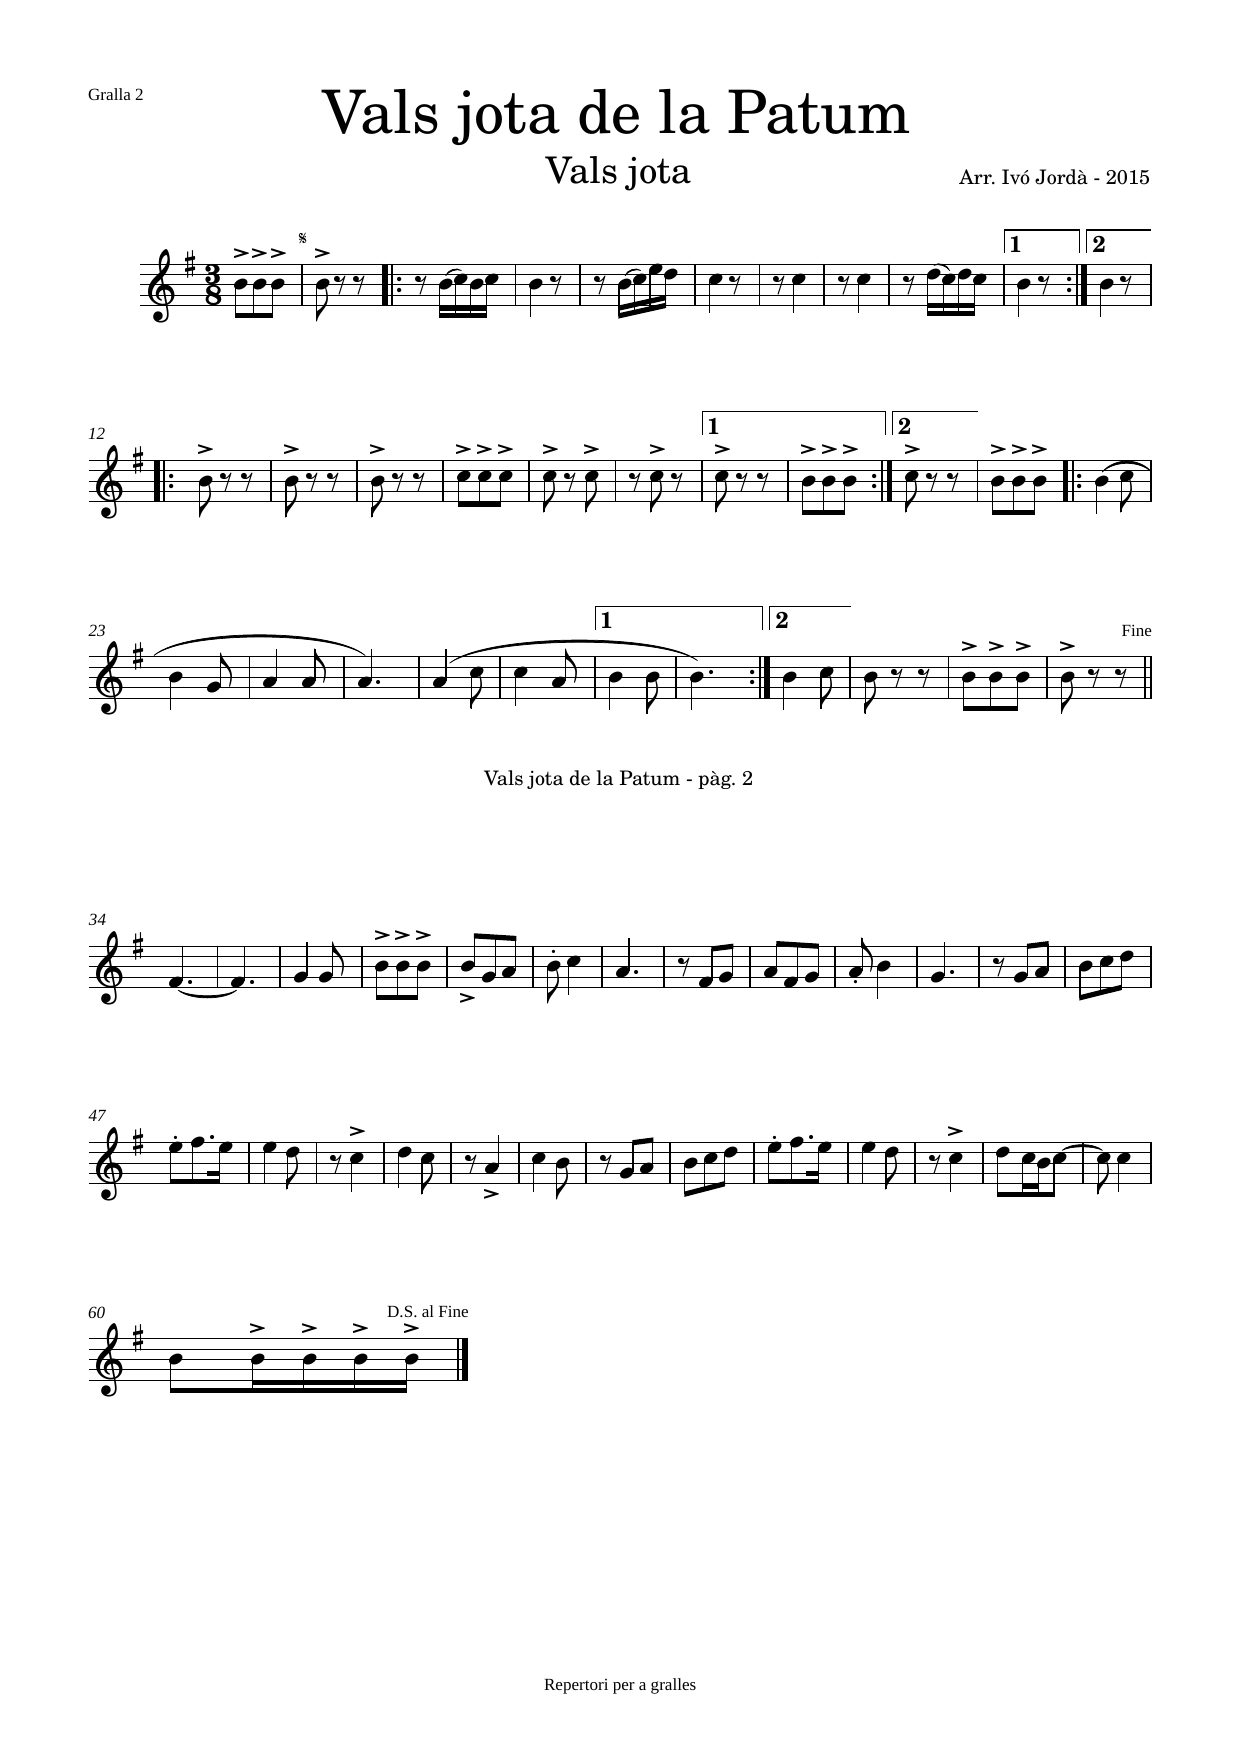 Gralla 2
Vals jota de la Patum
Vals jota
Arr. Ivó Jordà - 2015
3
8
1
2
12
1
2
23
1
2
Fine
Vals jota de la Patum - pàg. 2
34
47
60
D.S. al Fine
Repertori per a gralles